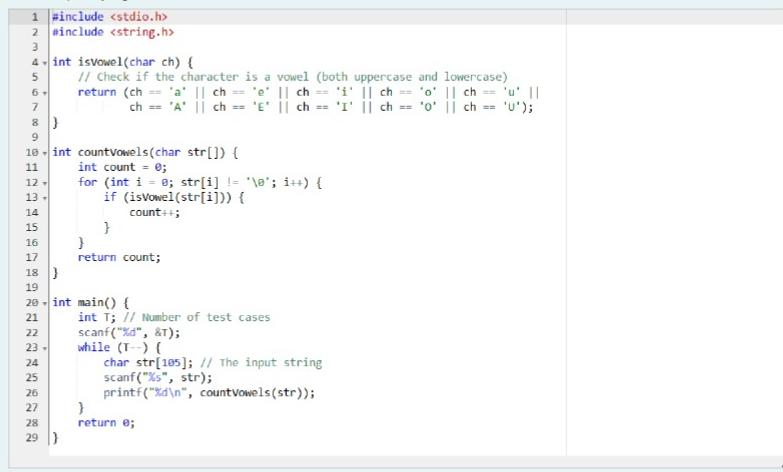 1 #include <stdio.h>
2 #include <string.h>
3
4 int isVowel(char ch) {
5     // Check if the character is a vowel (both uppercase and lowercase)
6     return (ch == 'a' || ch == 'e' || ch == 'i' || ch == 'o' || ch == 'u' ||
7             ch == 'A' || ch == 'E' || ch == 'I' || ch == 'O' || ch == 'U');
8 }
9
10 int countVowels(char str[]) {
11     int count = 0;
12     for (int i = 0; str[i] != '\0'; i++) {
13         if (isVowel(str[i])) {
14             count++;
15         }
16     }
17     return count;
18 }
19
20 int main() {
21     int T; // Number of test cases
22     scanf("%d", &T);
23     while (T--) {
24         char str[105]; // The input string
25         scanf("%s", str);
26         printf("%d\n", countVowels(str));
27     }
28     return 0;
29 }